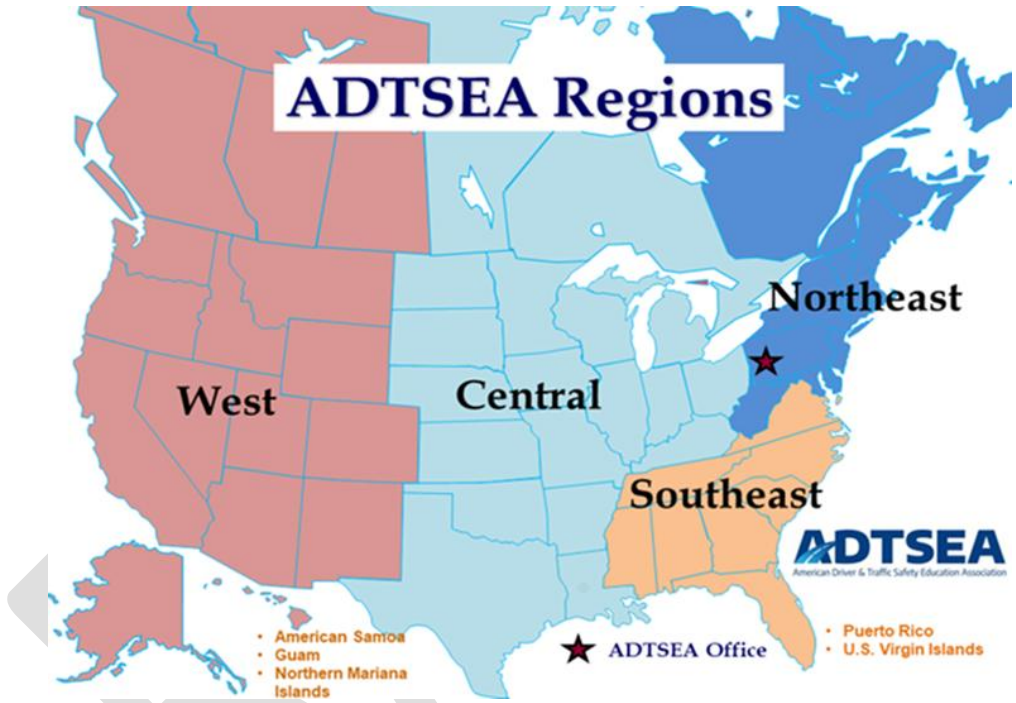 ADTSEA Regions
Northeast
West
Central
Southeast
ADTSEA
American Driver & Traffic Safety Education Association
• American Samoa
• Guam
• Northern Mariana
Islands
ADTSEA Office
• Puerto Rico
• U.S. Virgin Islands